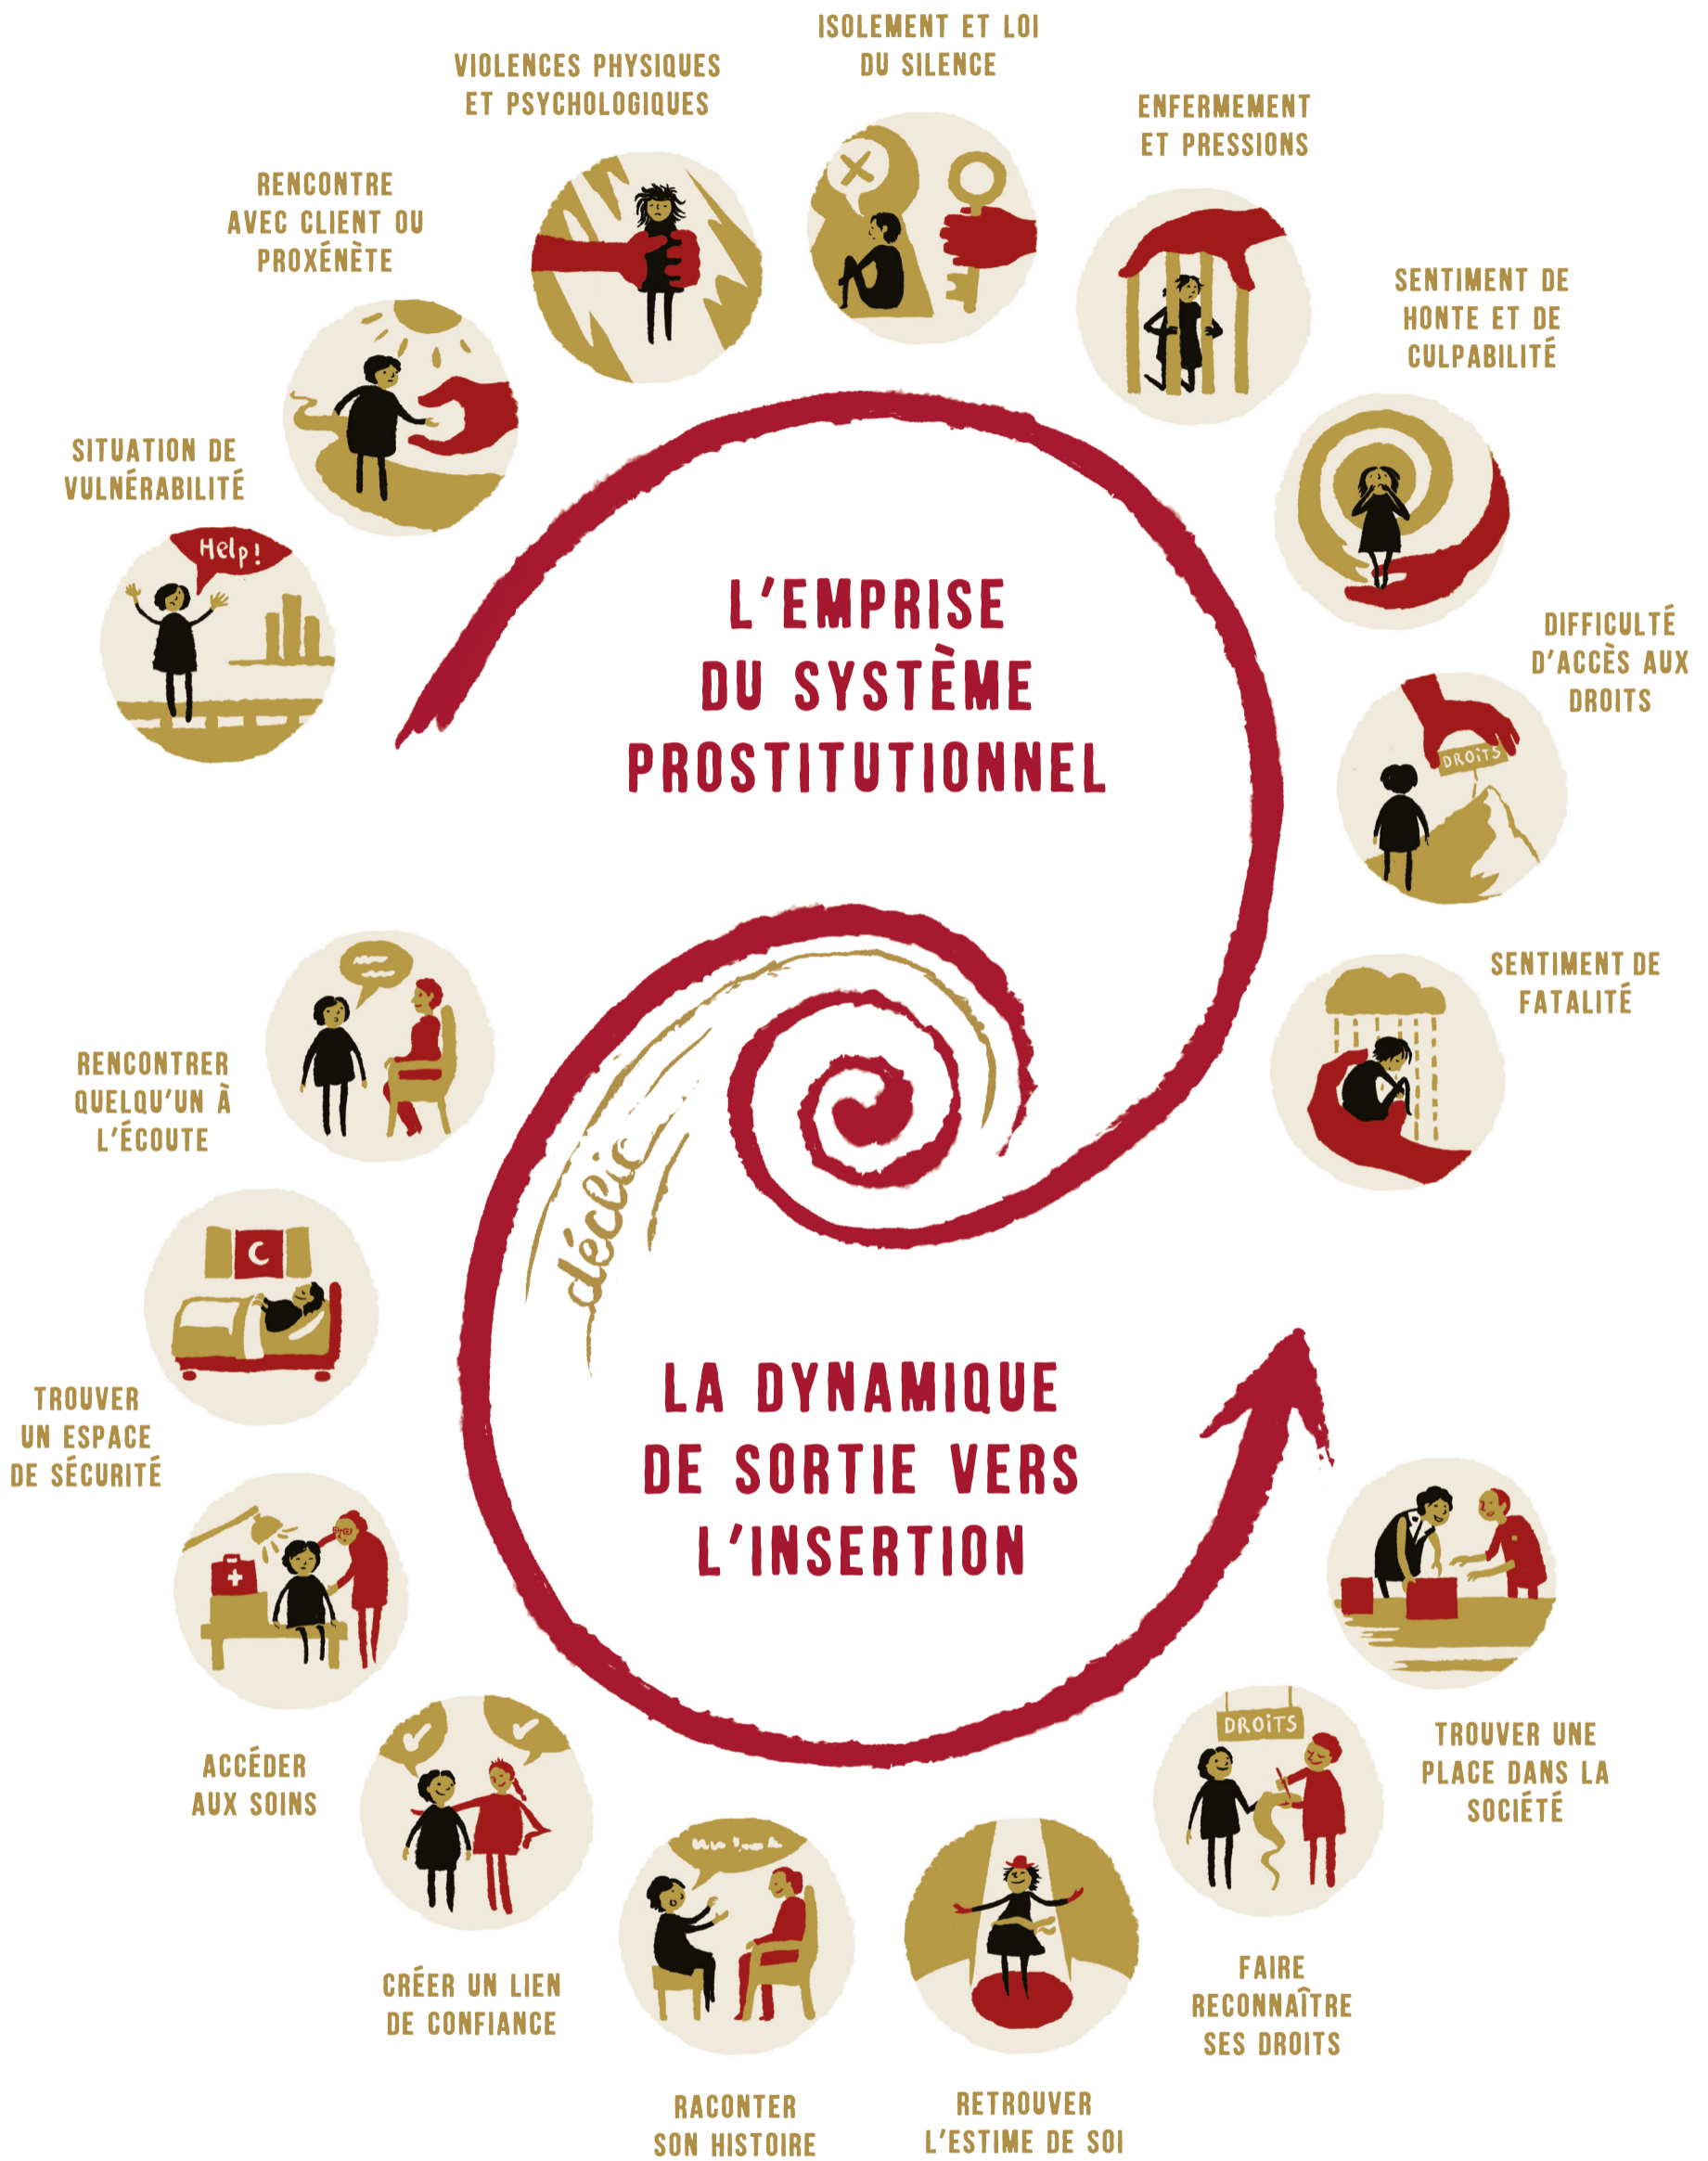 ISOLEMENT ET LOI
DU SILENCE
VIOLENCES PHYSIQUES
ET PSYCHOLOGIQUES
ENFERMEMENT
ET PRESSIONS
RENCONTRE
AVEC CLIENT OU
PROXÉNÈTE
SENTIMENT DE
HONTE ET DE
CULPABILITÉ
SITUATION DE
VULNÉRABILITÉ
Help!
L'EMPRISE
DU SYSTÈME
PROSTITUTIONNEL
DIFFICULTÉ
D'ACCÈS AUX
DROITS
DROiTS
SENTIMENT DE
FATALITÉ
RENCONTRER
QUELQU'UN À
L'ÉCOUTE
déclic
LA DYNAMIQUE
DE SORTIE VERS
L'INSERTION
TROUVER
UN ESPACE
DE SÉCURITÉ
ACCÉDER
AUX SOINS
CRÉER UN LIEN
DE CONFIANCE
RACONTER
SON HISTOIRE
RETROUVER
L'ESTIME DE SOI
DROiTS
FAIRE
RECONNAÎTRE
SES DROITS
TROUVER UNE
PLACE DANS LA
SOCIÉTÉ